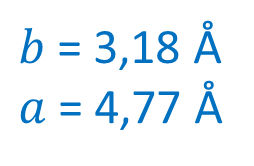 b = 3,18 Å
a = 4,77 Å